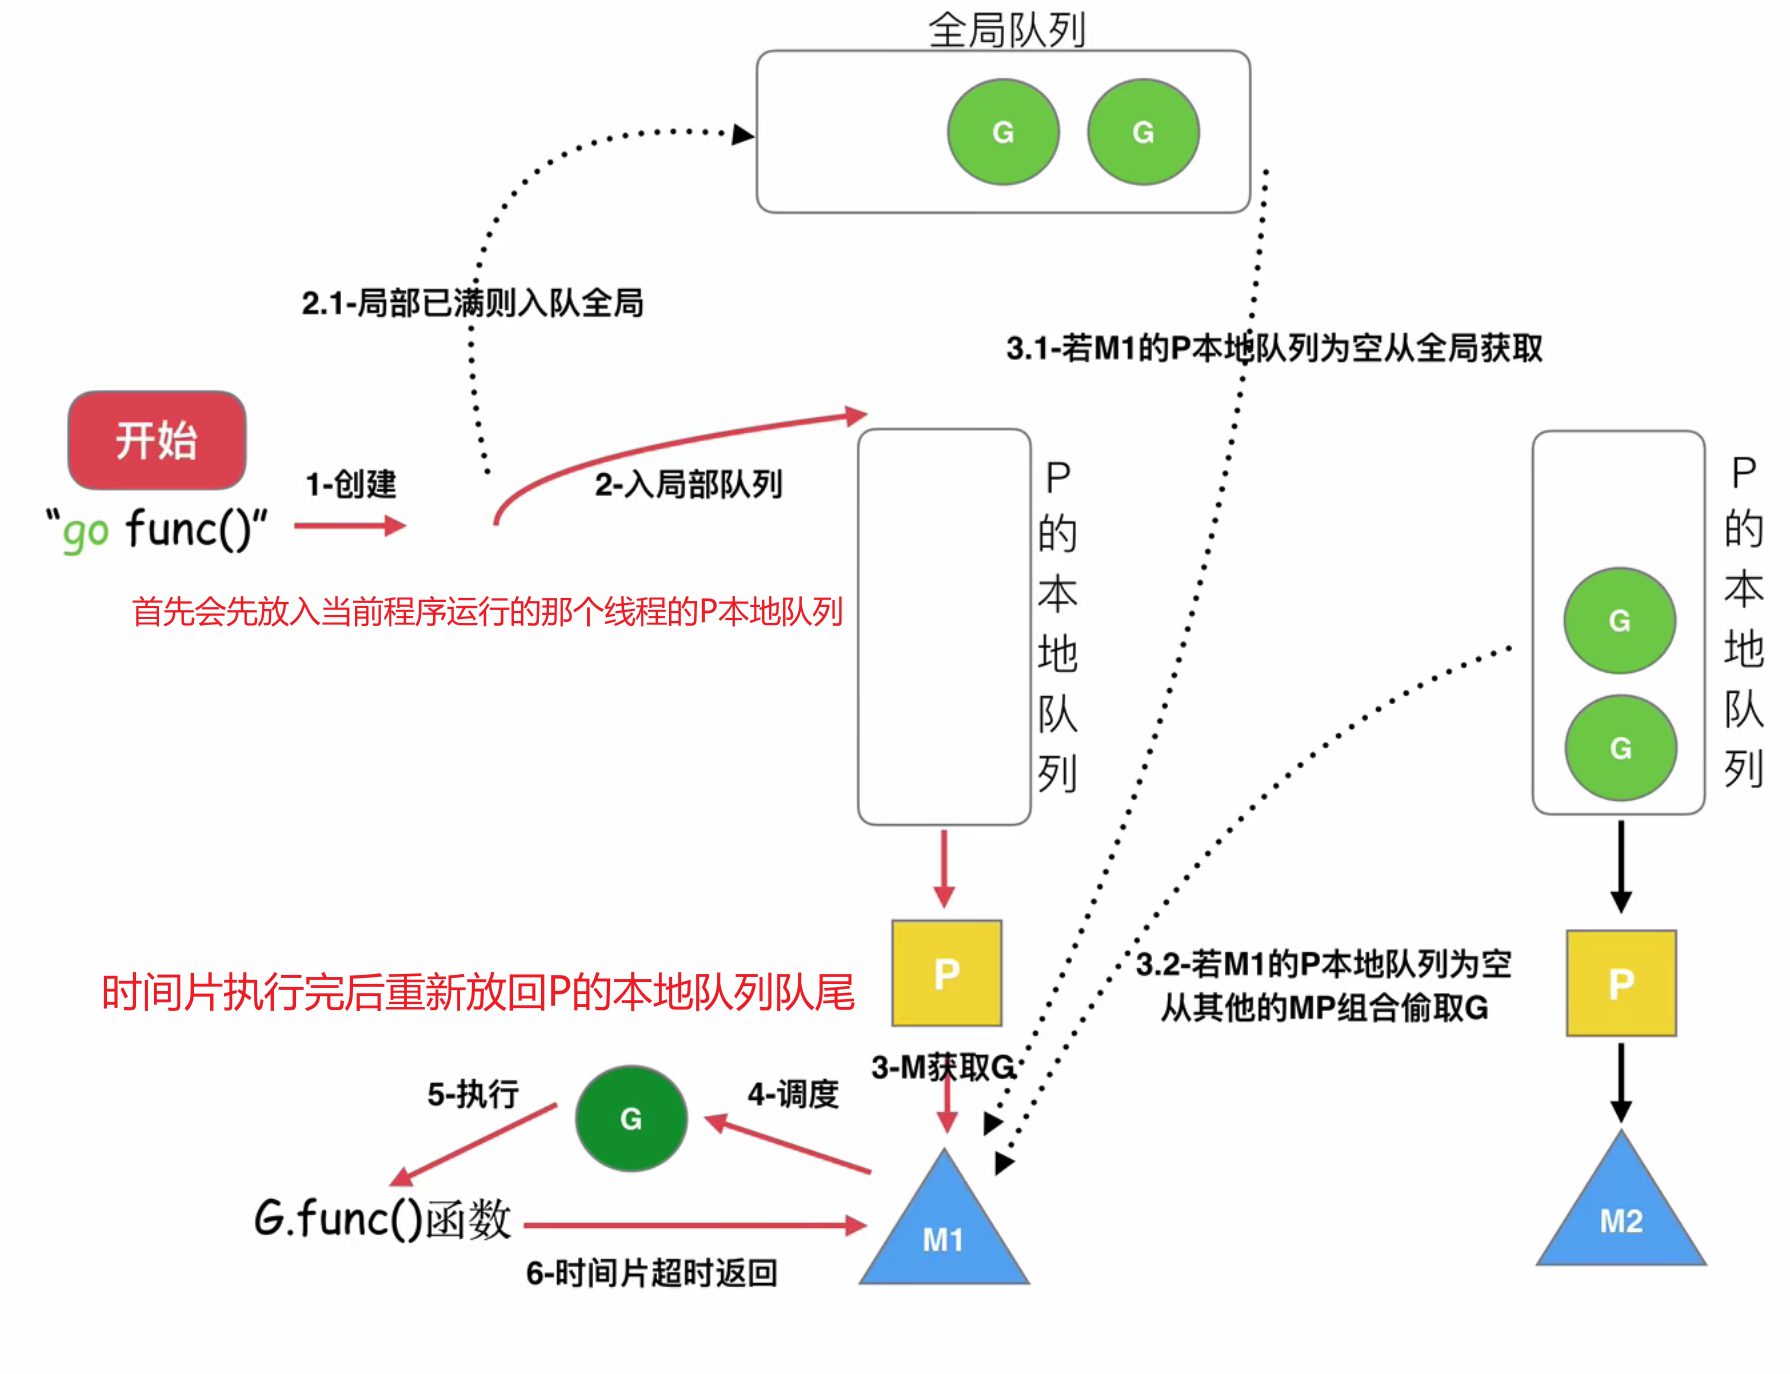 全局队列
G
G
2.1-局部已满则入队全局
3.1-若M1的P本地队列为空从全局获取
开始
1-创建
2-入局部队列
“go func()”
首先会先放入当前程序运行的那个线程的P本地队列
P的本地队列
P的本地队列
G
G
P
3.2-若M1的P本地队列为空
从其他的MP组合偷取G
P
时间片执行完后重新放回P的本地队列队尾
3-M获取G
5-执行
G
4-调度
G.func()函数
M1
M2
6-时间片超时返回